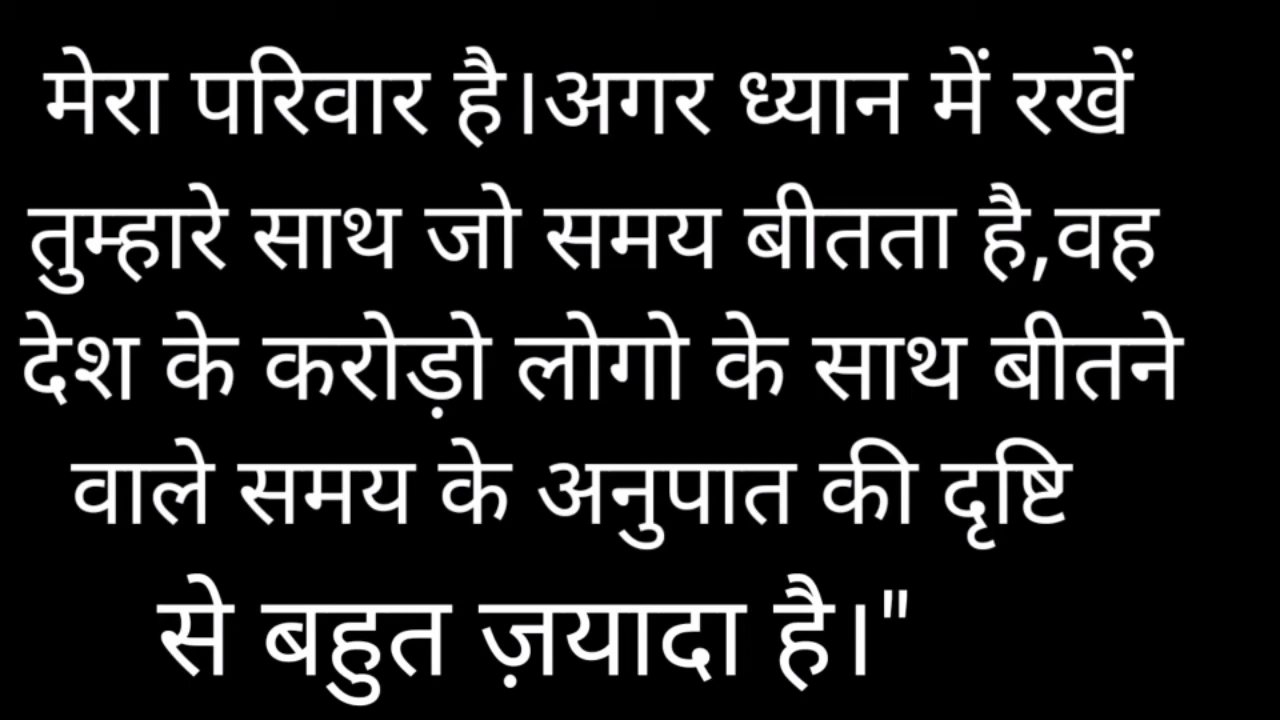 मेरा परिवार है।अगर ध्यान में रखें
तुम्हारे साथ जो समय बीतता है,वह
देश के करोड़ो लोगो के साथ बीतने
वाले समय के अनुपात की दृष्टि
से बहुत ज़यादा है।"